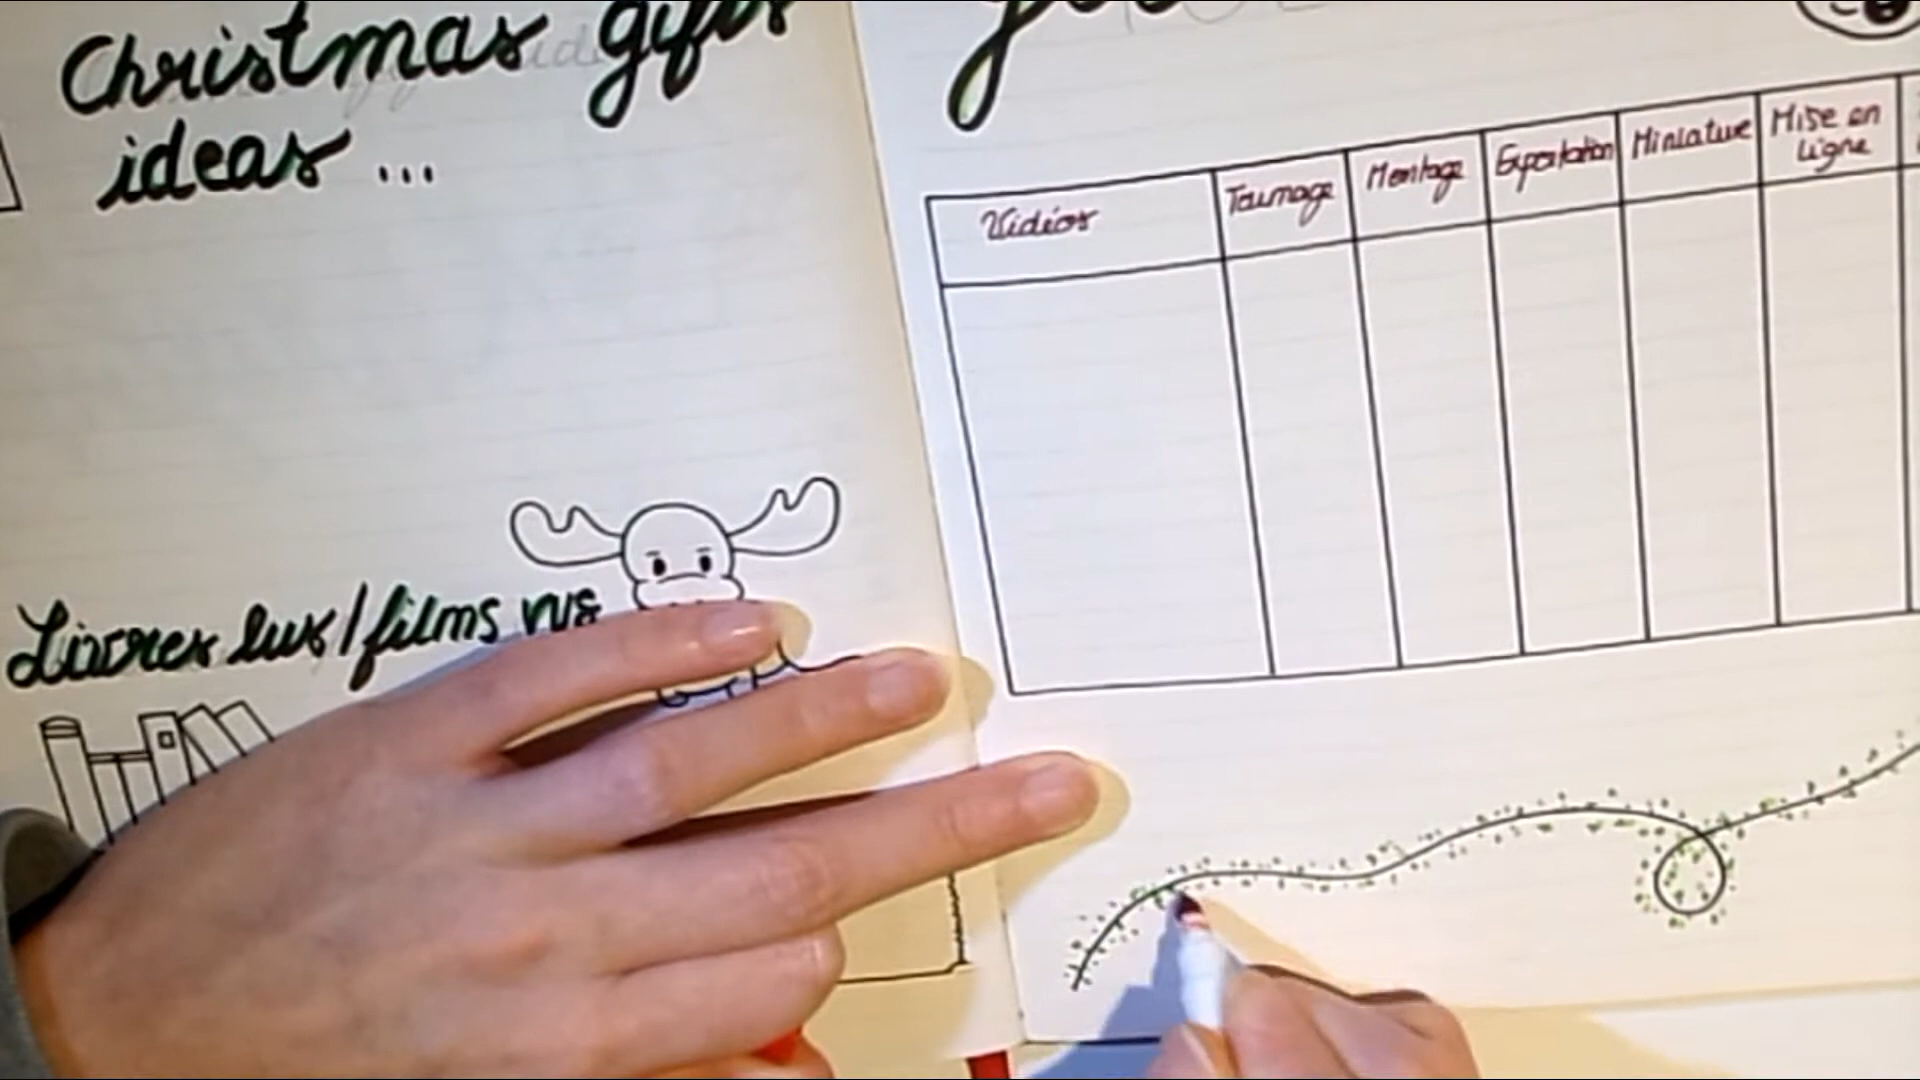 Christmas gifts
ideas ...
Livres lus/films vus
Vidéos
Tournage
Montage
Exportation
Miniature
Mise en
ligne